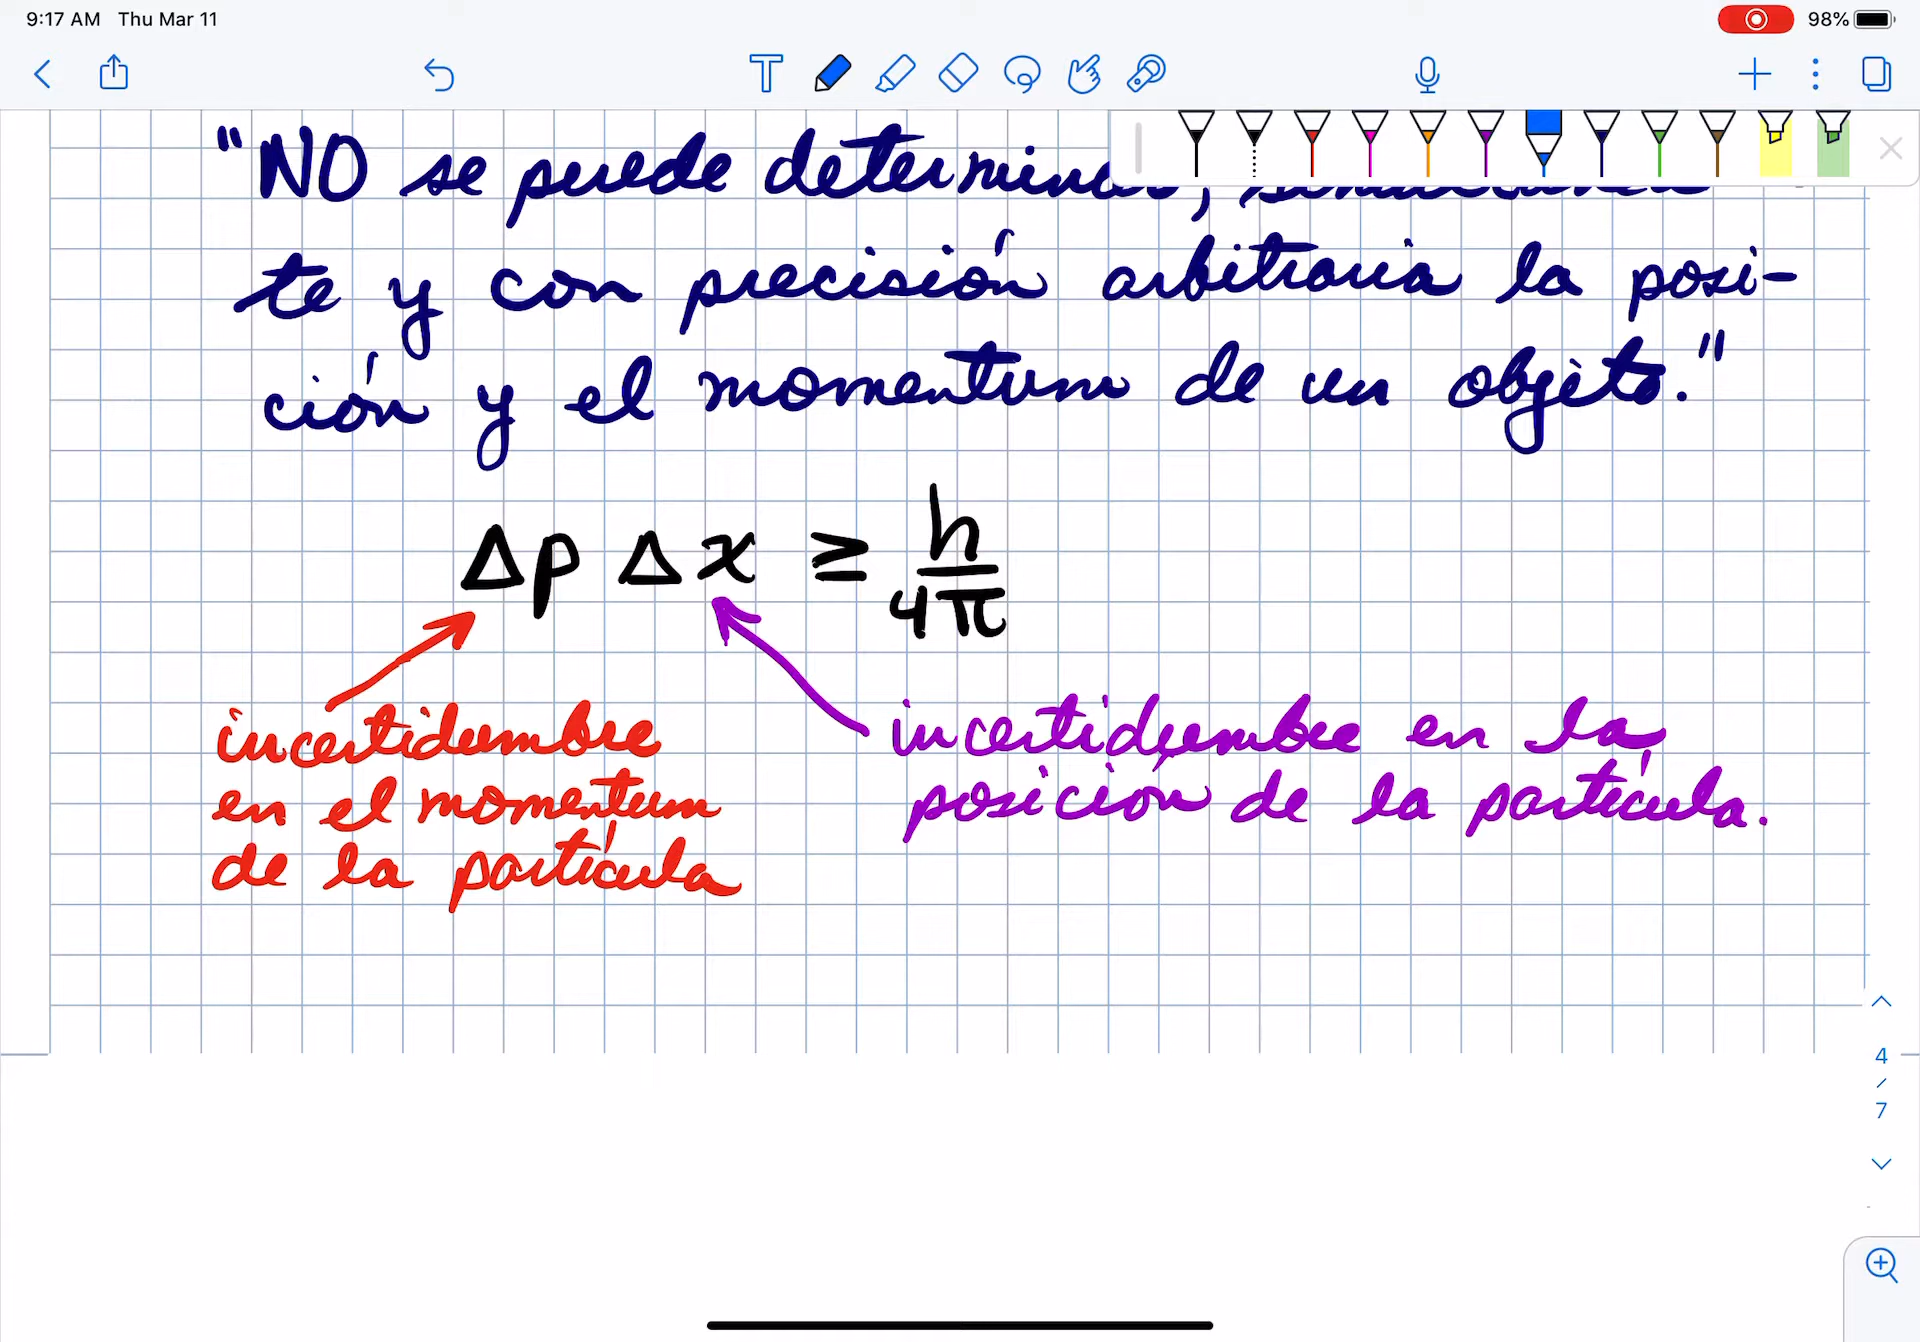 9:17 AM Thu Mar 11
98%
T
"NO se puede determinar,
te y con precisión arbitraria la posi-
ción y el momentum de un objeto."
Δp Δx ≥ h/4π
incertidumbre
en el momentum
de la partícula
incertidumbre en la
posición de la partícula.
4
/
7